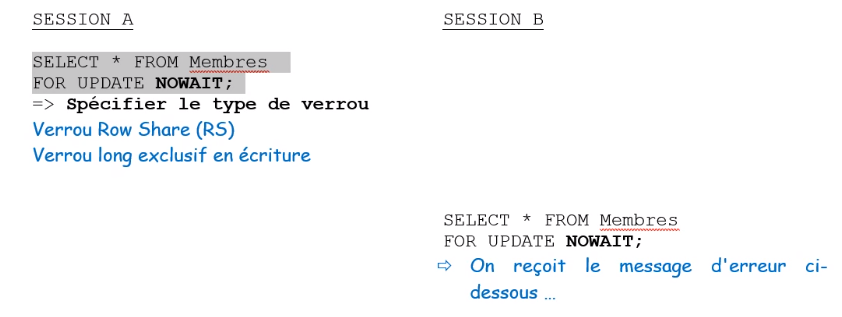 SESSION A
SESSION B
SELECT * FROM Membres
FOR UPDATE NOWAIT;
=> Spécifier le type de verrou
Verrou Row Share (RS)
Verrou long exclusif en écriture
SELECT * FROM Membres
FOR UPDATE NOWAIT;
⇨ On reçoit le message d'erreur ci-
dessous ...